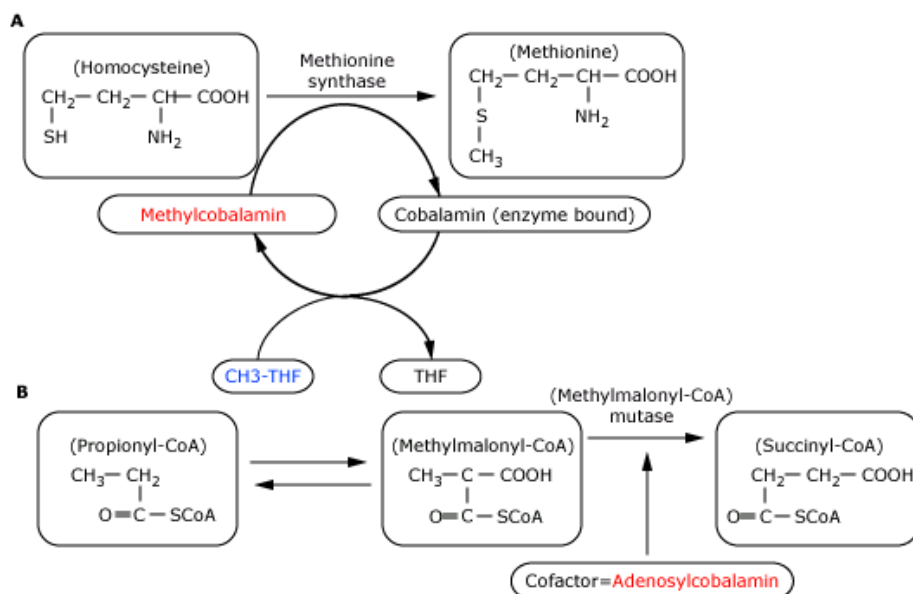 A
(Homocysteine)
CH2—CH2—CH—COOH
SH
NH2
Methionine
synthase
(Methionine)
CH2—CH2—CH—COOH
S
NH2
CH3
Methylcobalamin
Cobalamin (enzyme bound)
CH3-THF
THF
B
(Propionyl-CoA)
CH3—CH2
O=C—SCoA
(Methylmalonyl-CoA)
CH3—C—COOH
O=C—SCoA
(Methylmalonyl-CoA)
mutase
(Succinyl-CoA)
CH2—CH2—COOH
O=C—SCoA
Cofactor=Adenosylcobalamin